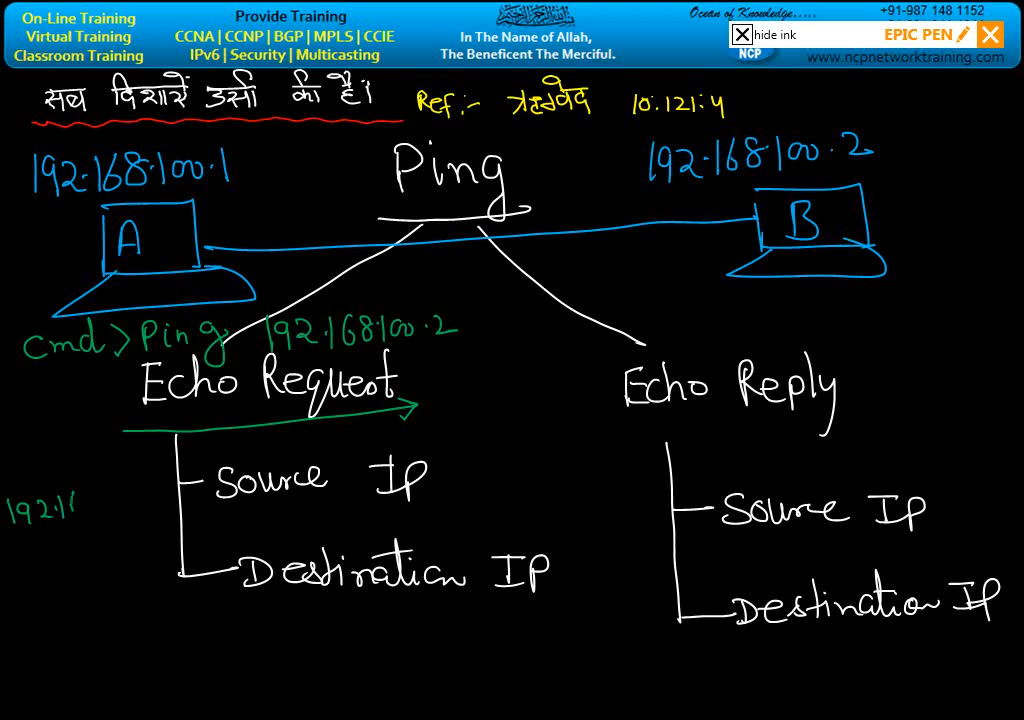 On-Line Training
Virtual Training
Classroom Training
Provide Training
CCNA | CCNP | BGP | MPLS | CCIE
IPv6 | Security | Multicasting
In The Name of Allah,
The Beneficent The Merciful.
Ocean of Knowledge.....
NCP
+91-987 148 1152
hide ink
EPIC PEN
www.ncpnetworktraining.com
सब दिशायें उसी की है।
Ref :- ऋग्वेद 10:121:4
192.168.100.1
Ping
192.168.100.2
A
B
cmd > Ping 192.168.100.2
Echo Request
Echo Reply
Source IP
Destination IP
192.1
Source IP
Destination IP